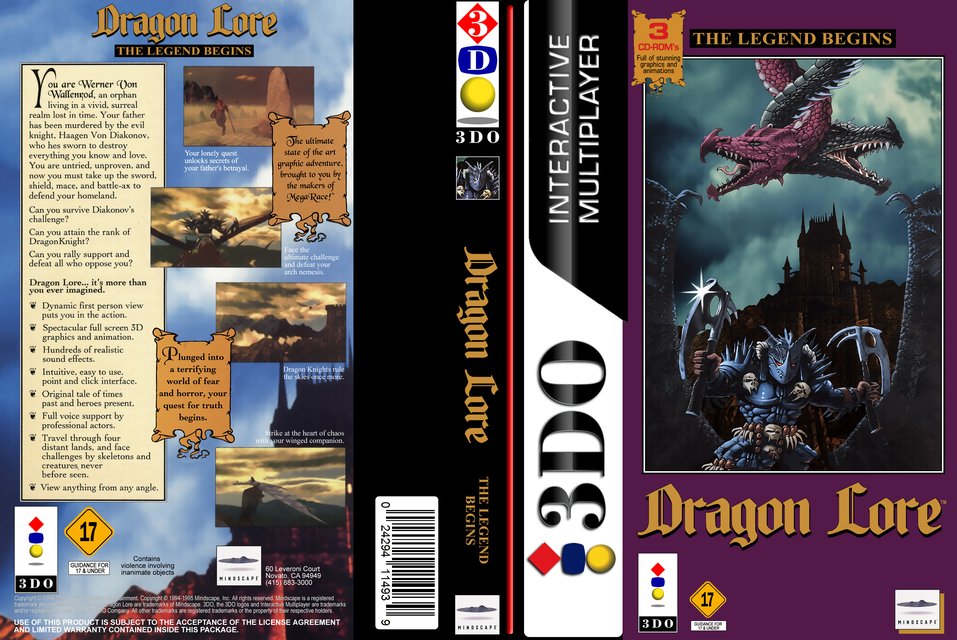 Dragon Lore
THE LEGEND BEGINS
You are Werner Von
Wallenrod, an orphan
living in a vivid, surreal
realm lost in time. Your father
has been murdered by the evil
knight, Haagen Von Diakonov,
who hes sworn to destroy
everything you know and love.
You are untried, unproven, and
now you must take up the sword,
shield, mace, and battle-ax to
defend your homeland.
Can you survive Diakonov's
challenge?
Can you attain the rank of
DragonKnight?
Can you rally support and
defeat all who oppose you?
Dragon Lore... it's more than
you ever imagined.
Dynamic first person view
puts you in the action.
Spectacular full screen 3D
graphics and animation.
Hundreds of realistic
sound effects.
Intuitive, easy to use,
point and click interface.
Original tale of times
past and heroes present.
Full voice support by
professional actors.
Travel through four
distant lands, and face
challenges by skeletons and
creatures never
before seen.
View anything from any angle.
Your lonely quest
unlocks secrets of
your father's betrayal.
The ultimate
state of the art
graphic adventure,
brought to you by
the makers of
MegaRace!
Face the
ultimate challenge
and defeat your
arch nemesis.
Dragon Knights rule
the skies once more.
Plunged into
a terrifying
world of fear
and horror, your
quest for truth
begins.
Strike at the heart of chaos
with your winged companion.
3DO
17
GUIDANCE FOR
17 & UNDER
Contains
violence involving
inanimate objects
MINDSCAPE
60 Leveroni Court
Novato, CA 94949
(415) 883-3000
USE OF THIS PRODUCT IS SUBJECT TO THE ACCEPTANCE OF THE LICENSE AGREEMENT
AND LIMITED WARRANTY CONTAINED INSIDE THIS PACKAGE.
3
D
3DO
Dragon Lore
THE LEGEND
BEGINS
0 24294 11493 9
MINDSCAPE
INTERACTIVE
MULTIPLAYER
3DO
3
CD-ROM's
Full of stunning
graphics and
animations
THE LEGEND BEGINS
Dragon Lore™
3DO
17
GUIDANCE FOR
17 & UNDER
MINDSCAPE